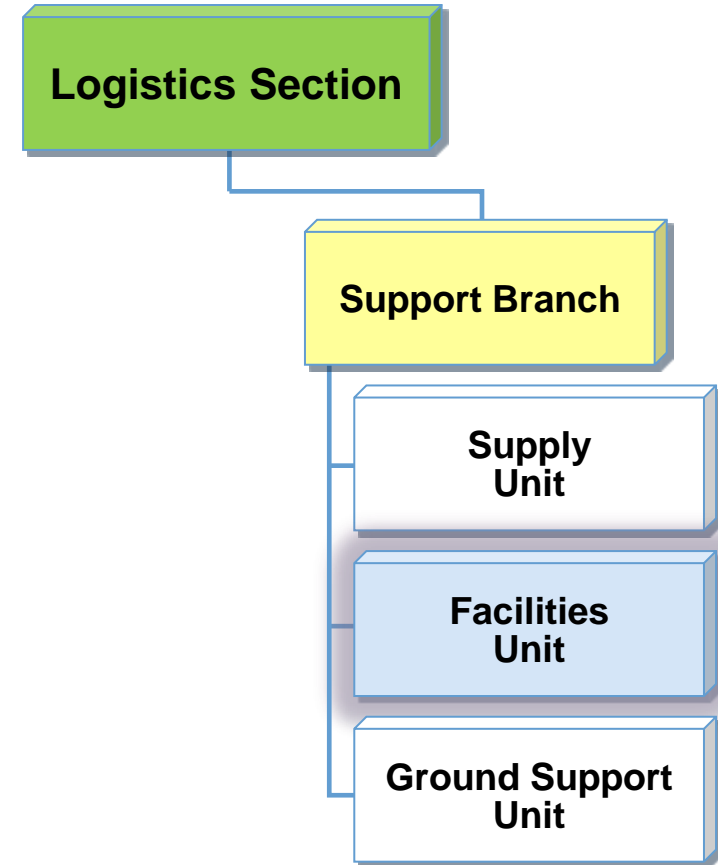 Logistics Section
Support Branch
Supply
Unit
Facilities
Unit
Ground Support
Unit